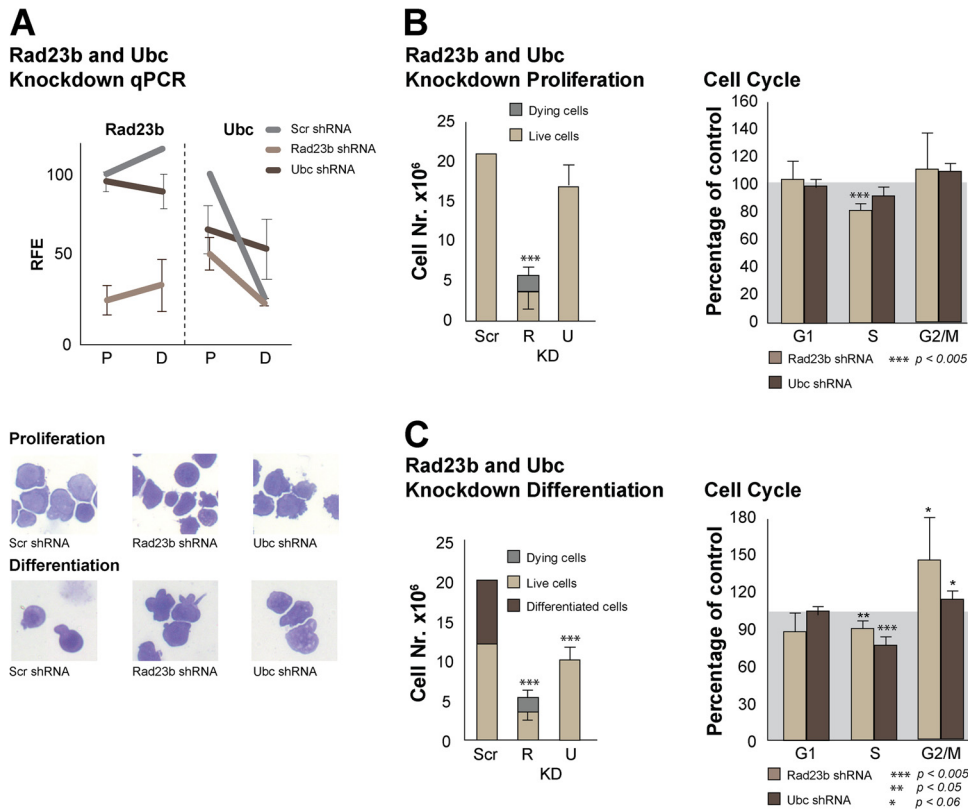 A
Rad23b and Ubc
Knockdown qPCR
Rad23b
Ubc
Scr shRNA
Rad23b shRNA
Ubc shRNA
100
50
0
RFE
P D P D
Proliferation
Scr shRNA Rad23b shRNA Ubc shRNA
Differentiation
Scr shRNA Rad23b shRNA Ubc shRNA
B
Rad23b and Ubc
Knockdown Proliferation
Dying cells
Live cells
25
20
15
10
5
0
Cell Nr. x10⁶
***
Scr R U
KD
Cell Cycle
160
140
120
100
80
60
40
20
0
Percentage of control
***
G1 S G2/M
Rad23b shRNA *** p < 0.005
Ubc shRNA
C
Rad23b and Ubc
Knockdown Differentiation
Dying cells
Live cells
Differentiated cells
25
20
15
10
5
0
Cell Nr. x10⁶
***
***
Scr R U
KD
Cell Cycle
180
150
120
90
60
30
0
Percentage of control
*
*
** ***
G1 S G2/M
Rad23b shRNA *** p < 0.005
** p < 0.05
Ubc shRNA * p < 0.06